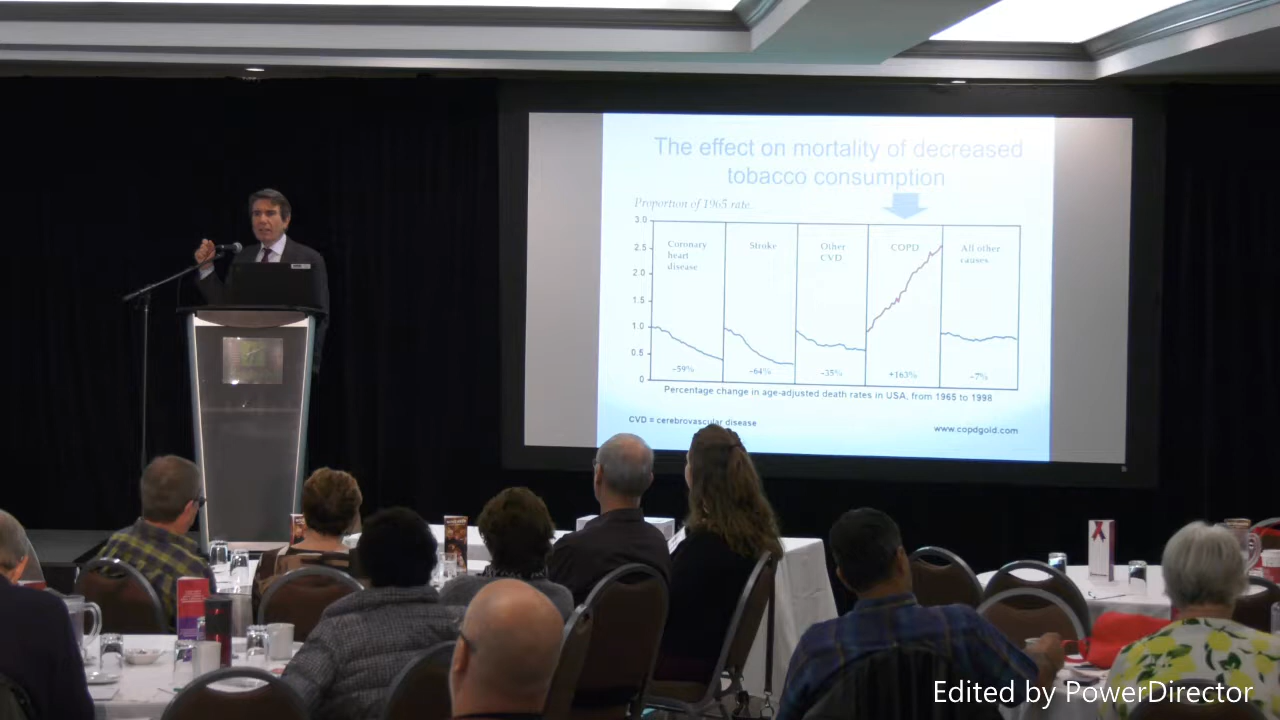 The effect on mortality of decreased
tobacco consumption
Proportion of 1965 rate
3.0
2.5
2.0
1.5
1.0
0.5
0
Coronary
heart
disease
-59%
Stroke
-64%
Other
CVD
-35%
COPD
+163%
All other
causes
-7%
Percentage change in age-adjusted death rates in USA, from 1965 to 1998
CVD = cerebrovascular disease
www.copdgold.com
Edited by PowerDirector